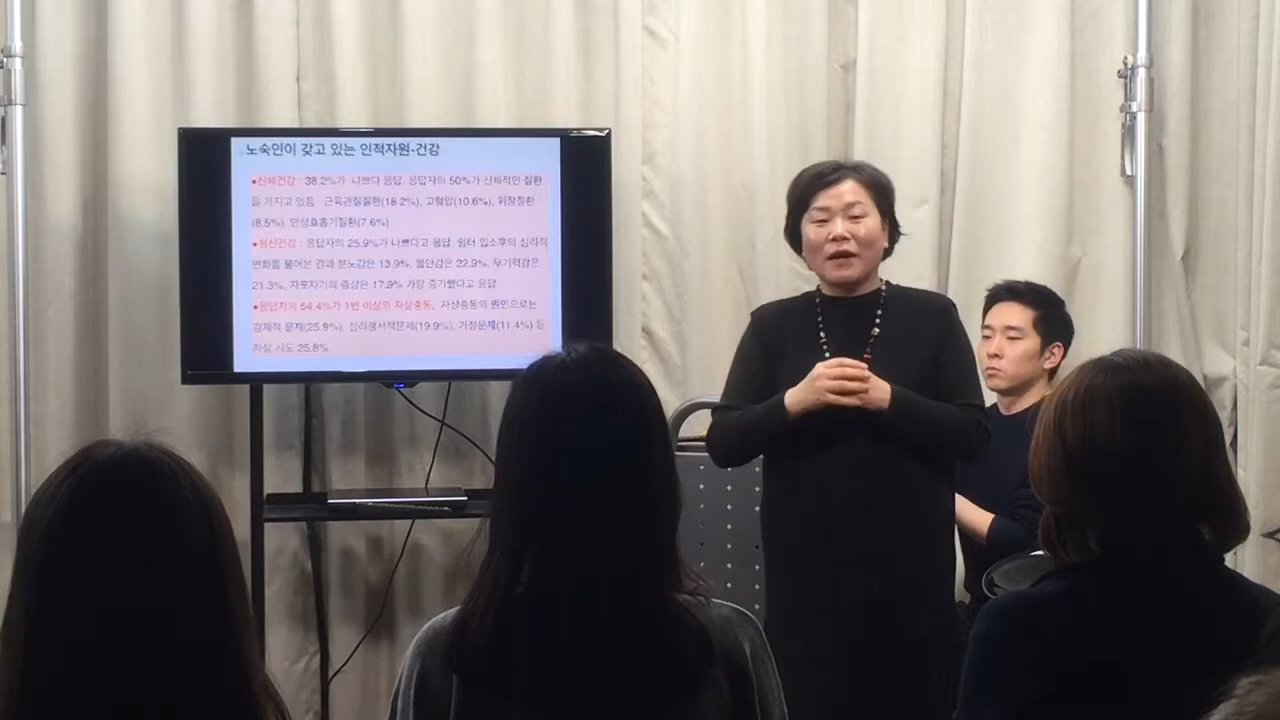 노숙인이 갖고 있는 인적자원-건강
●신체건강 : 38.2%가 나쁘다 응답. 응답자의 50%가 신체적인 질환
을 가지고 있음. 근육관절질환(18.2%), 고혈압(10.6%), 위장질환
(8.5%), 만성호흡기질환(7.6%)
●정신건강 : 응답자의 25.9%가 나쁘다고 응답. 쉼터 입소후의 심리적
변화를 물어본 결과 분노감은 13.9%, 불안감은 22.9%, 무기력감은
21.3%, 자포자기의 증상은 17.9% 가량 증가했다고 응답
●응답자의 54.4%가 1번 이상의 자살충동, 자살충동의 원인으로는
경제적 문제(25.9%), 심리정서적문제(19.9%), 가정문제(11.4%) 등
자살 시도 25.8%